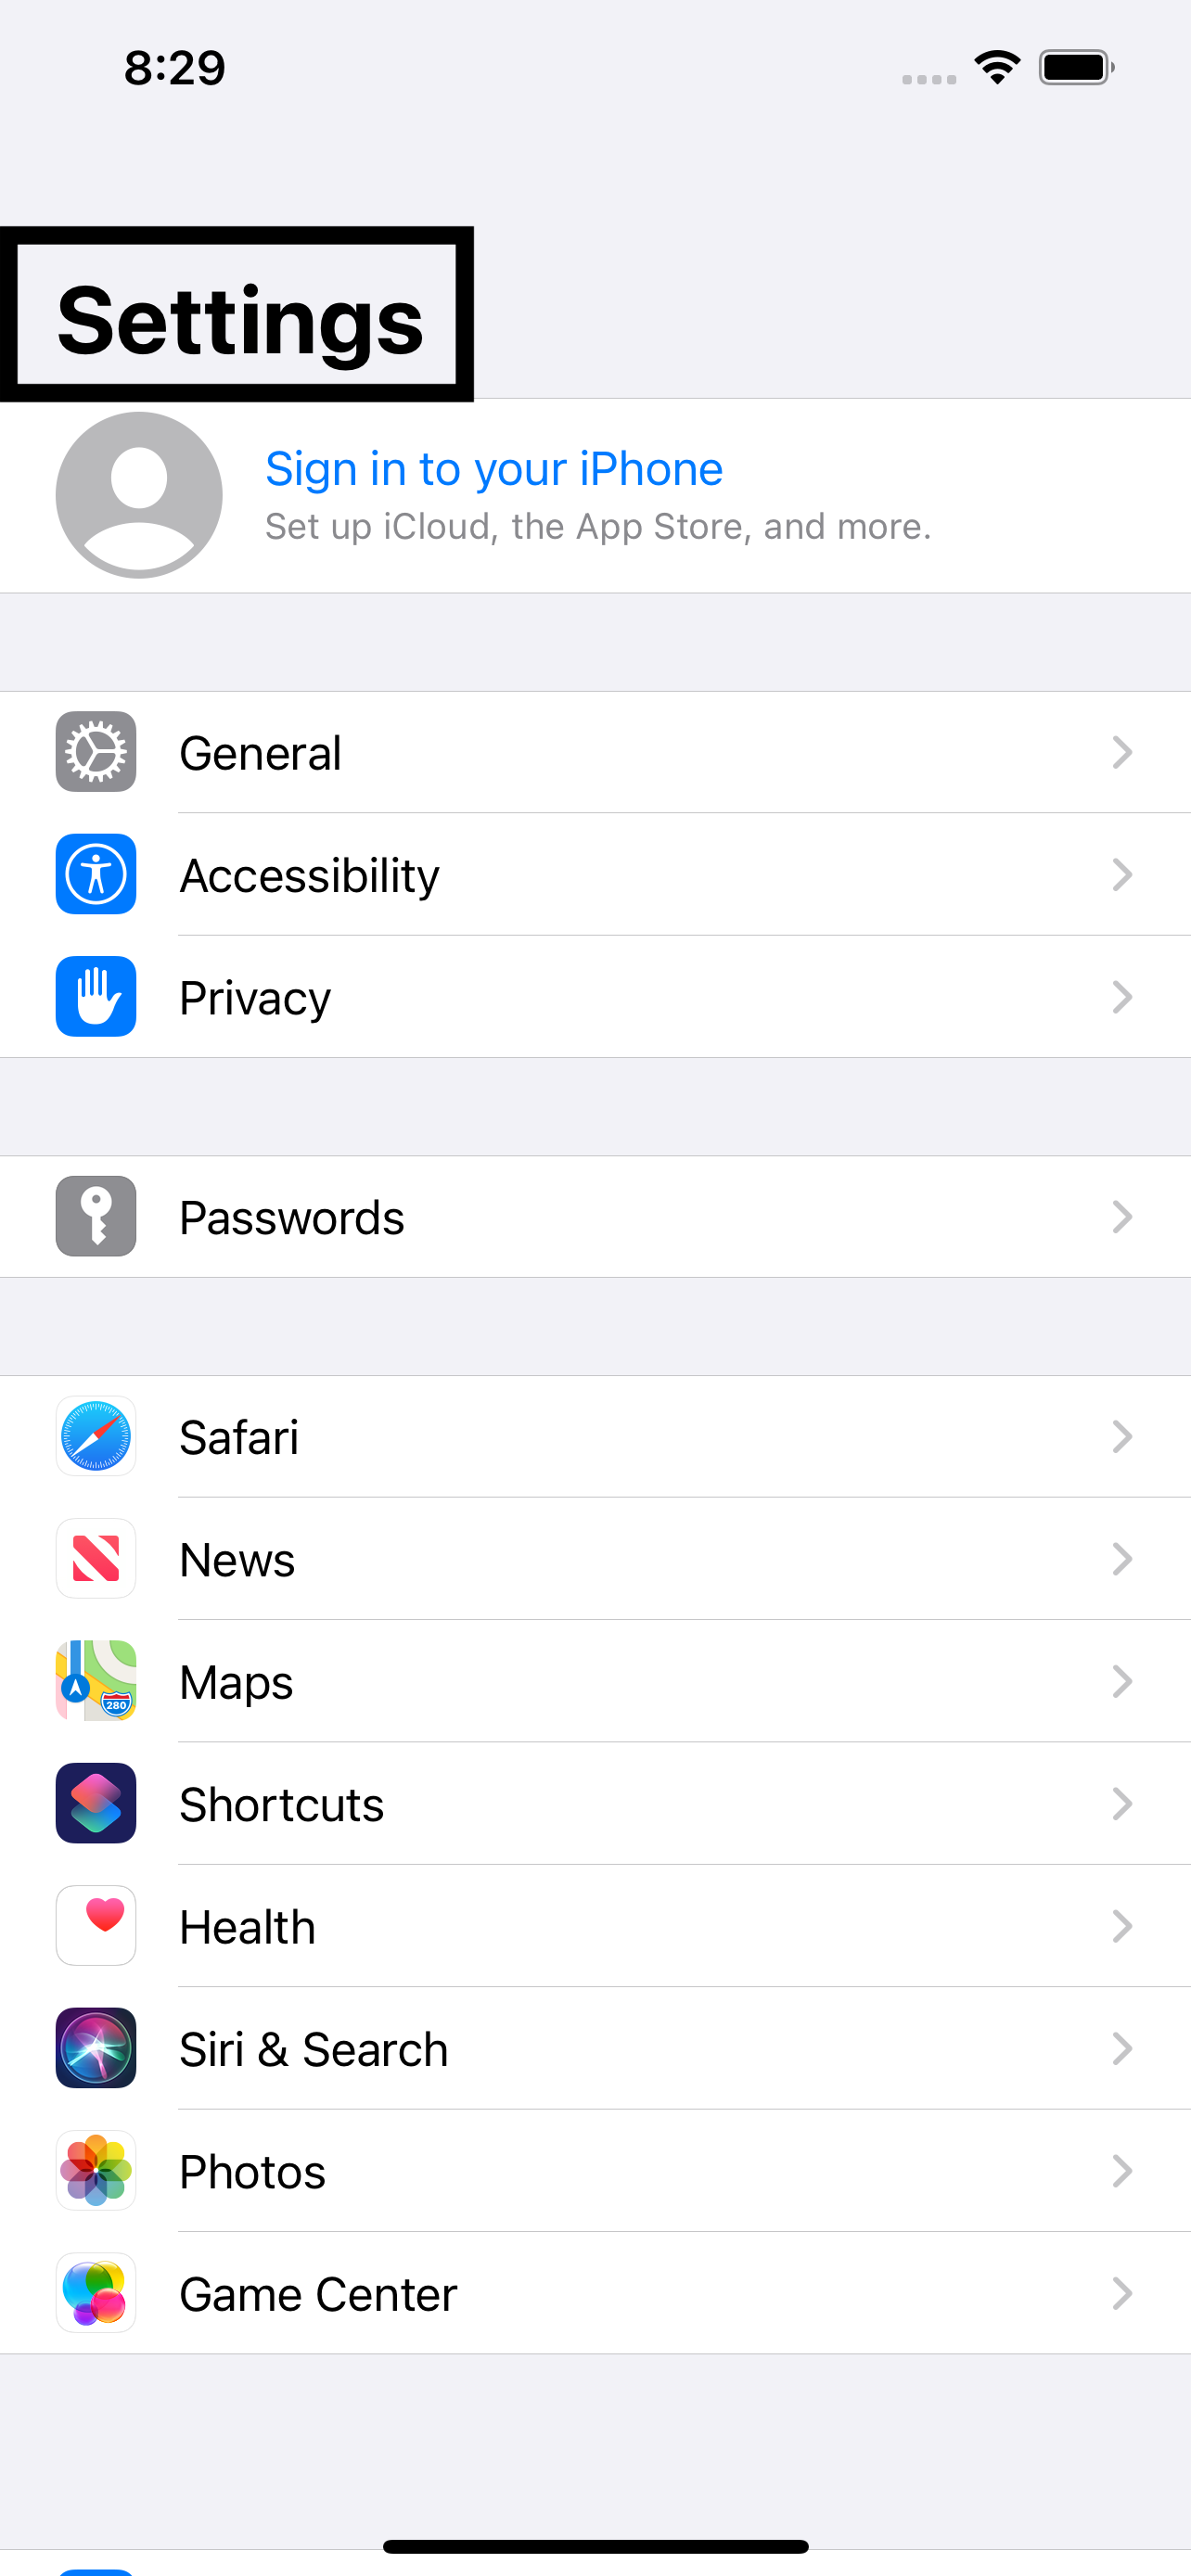 8:29
Settings
Sign in to your iPhone
Set up iCloud, the App Store, and more.
General
Accessibility
Privacy
Passwords
Safari
News
Maps
280
Shortcuts
Health
Siri & Search
Photos
Game Center